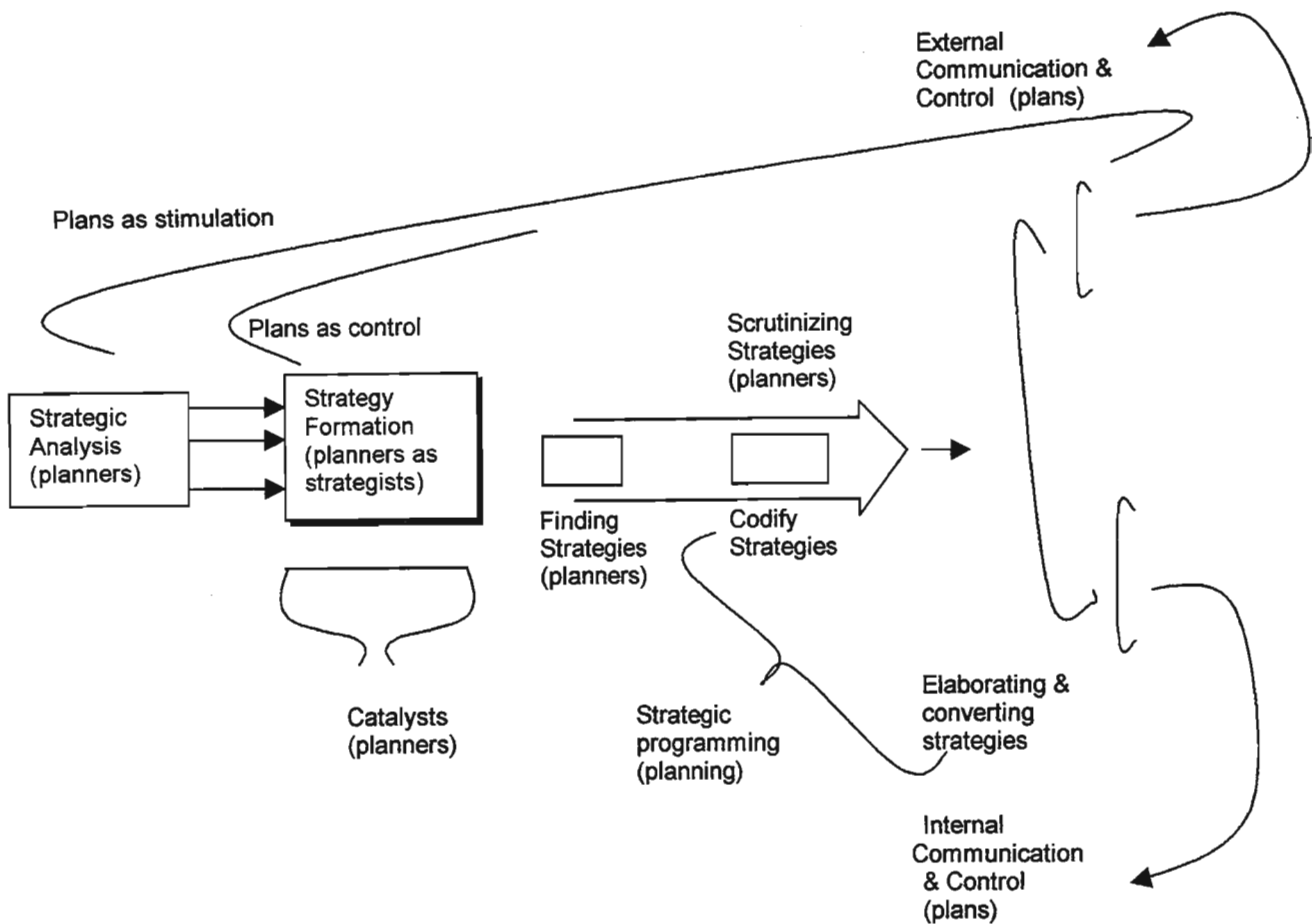 External
Communication &
Control (plans)
Plans as stimulation
Plans as control
Scrutinizing
Strategies
(planners)
Strategic
Analysis
(planners)
Strategy
Formation
(planners as
strategists)
Finding
Strategies
(planners)
Codify
Strategies
Catalysts
(planners)
Strategic
programming
(planning)
Elaborating &
converting
strategies
Internal
Communication
& Control
(plans)